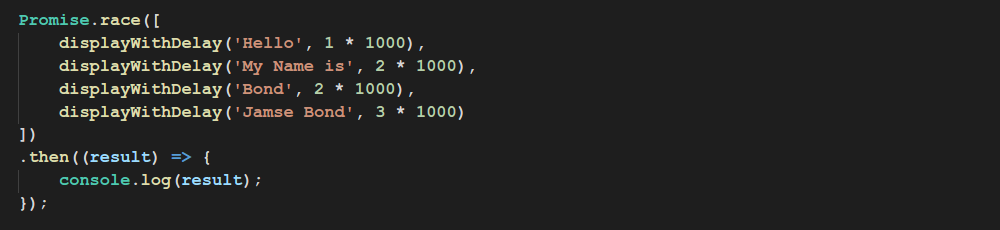 Promise.race([
    displayWithDelay('Hello', 1 * 1000),
    displayWithDelay('My Name is', 2 * 1000),
    displayWithDelay('Bond', 2 * 1000),
    displayWithDelay('Jamse Bond', 3 * 1000)
])
.then((result) => {
    console.log(result);
});